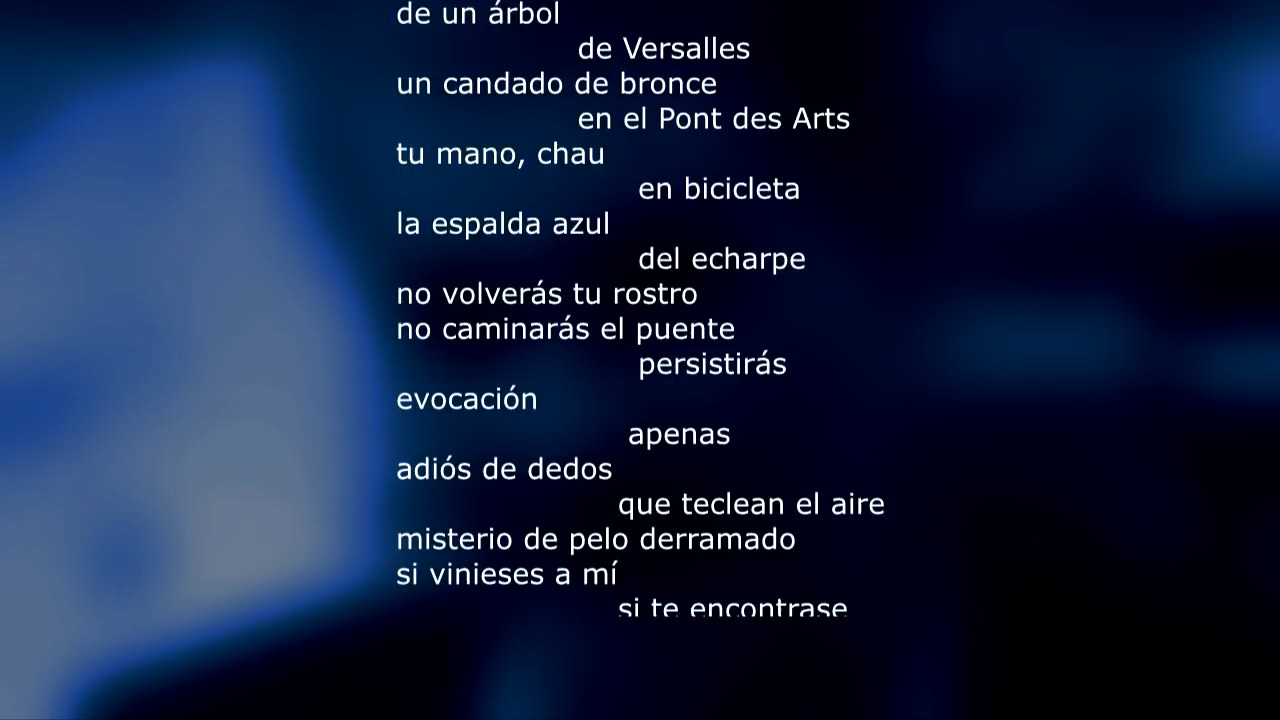 de un árbol
de Versalles
un candado de bronce
en el Pont des Arts
tu mano, chau
en bicicleta
la espalda azul
del echarpe
no volverás tu rostro
no caminarás el puente
persistirás
evocación
apenas
adiós de dedos
que teclean el aire
misterio de pelo derramado
si vinieses a mí
si te encontrase